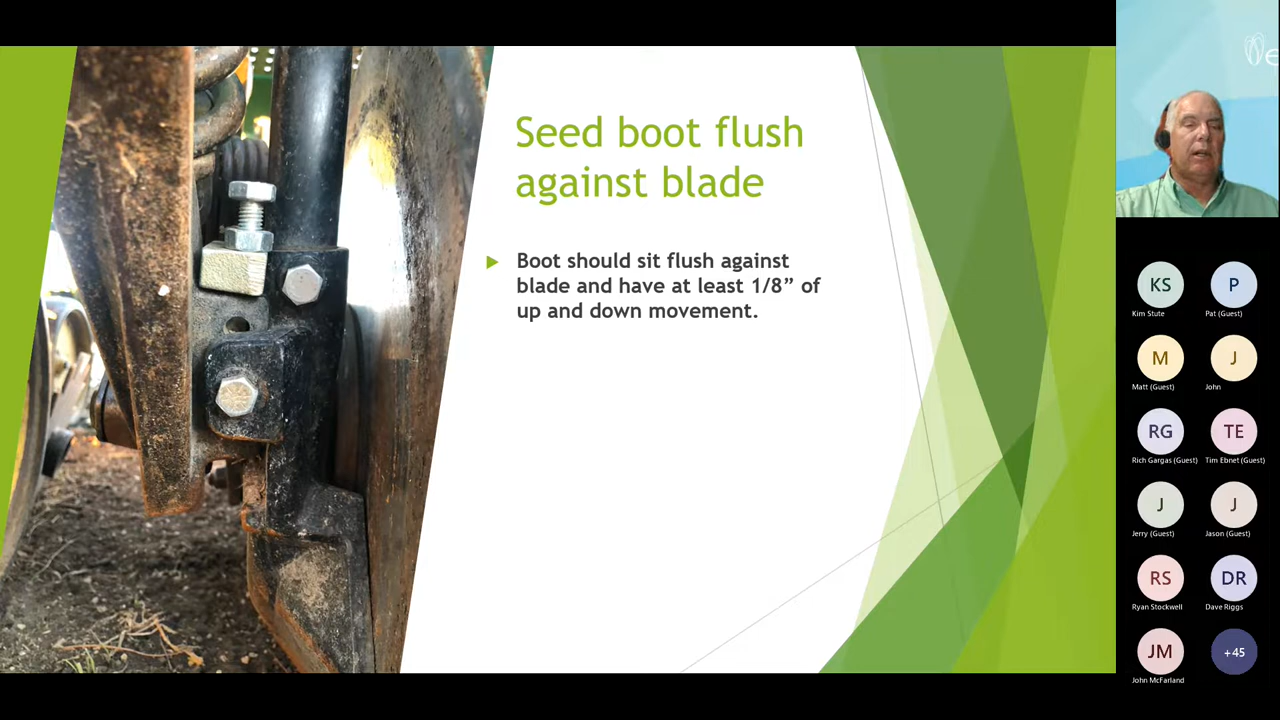 Seed boot flush
against blade
Boot should sit flush against
blade and have at least 1/8” of
up and down movement.
KS
P
Kim Stute
Pat (Guest)
M
J
Matt (Guest)
John
RG
TE
Rich Gargas (Guest)
Tim Ebnet (Guest)
J
J
Jerry (Guest)
Jason (Guest)
RS
DR
Ryan Stockwell
Dave Riggs
JM
+45
John McFarland